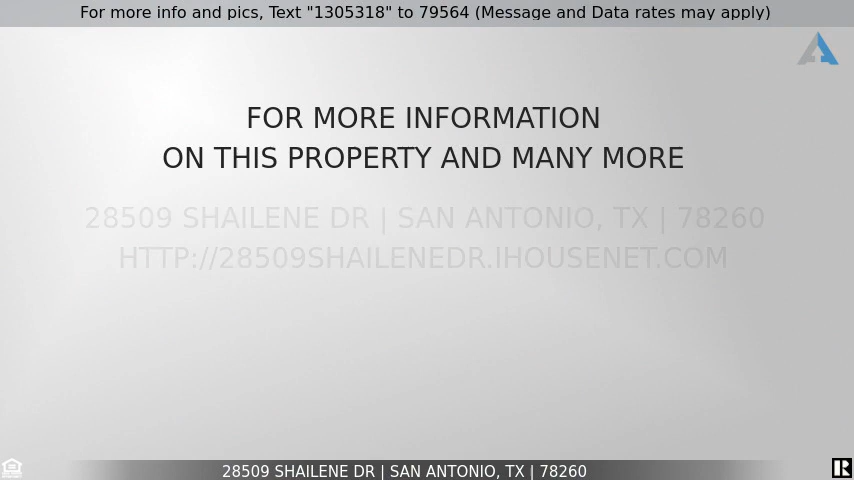 For more info and pics, Text "1305318" to 79564 (Message and Data rates may apply)
FOR MORE INFORMATION
ON THIS PROPERTY AND MANY MORE
28509 SHAILENE DR | SAN ANTONIO, TX | 78260
HTTP://28509SHAILENEDR.IHOUSENET.COM
28509 SHAILENE DR | SAN ANTONIO, TX | 78260